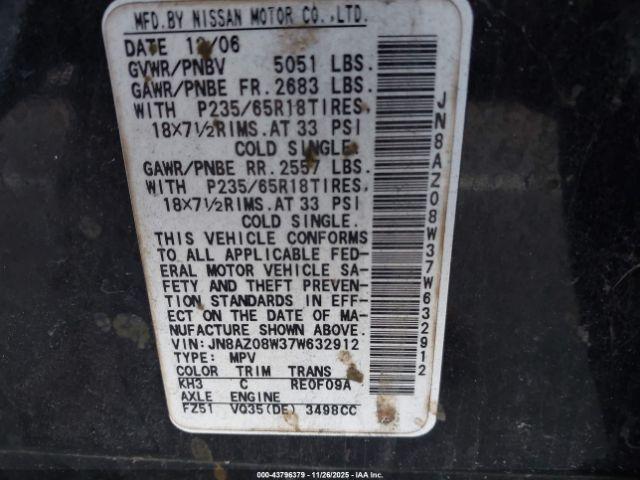 MFD.BY NISSAN MOTOR CO.,LTD.
DATE 12/06
GVWR/PNBV 5051 LBS.
GAWR/PNBE FR. 2683 LBS.
WITH P235/65R18TIRES,
18X7½RIMS.AT 33 PSI
COLD SINGLE.
GAWR/PNBE RR. 2557 LBS.
WITH P235/65R18TIRES,
18X7½RIMS.AT 33 PSI
COLD SINGLE.
THIS VEHICLE CONFORMS
TO ALL APPLICABLE FED-
ERAL MOTOR VEHICLE SA-
FETY AND THEFT PREVEN-
TION STANDARDS IN EFF-
ECT ON THE DATE OF MA-
NUFACTURE SHOWN ABOVE.
VIN: JN8AZ08W37W632912
TYPE: MPV
COLOR TRIM TRANS
KH3 C RE0F09A
AXLE ENGINE
FZ51 VQ35(DE) 3498CC
JN8AZ08W37W632912
000-43796379 - 11/26/2025 - IAA Inc.